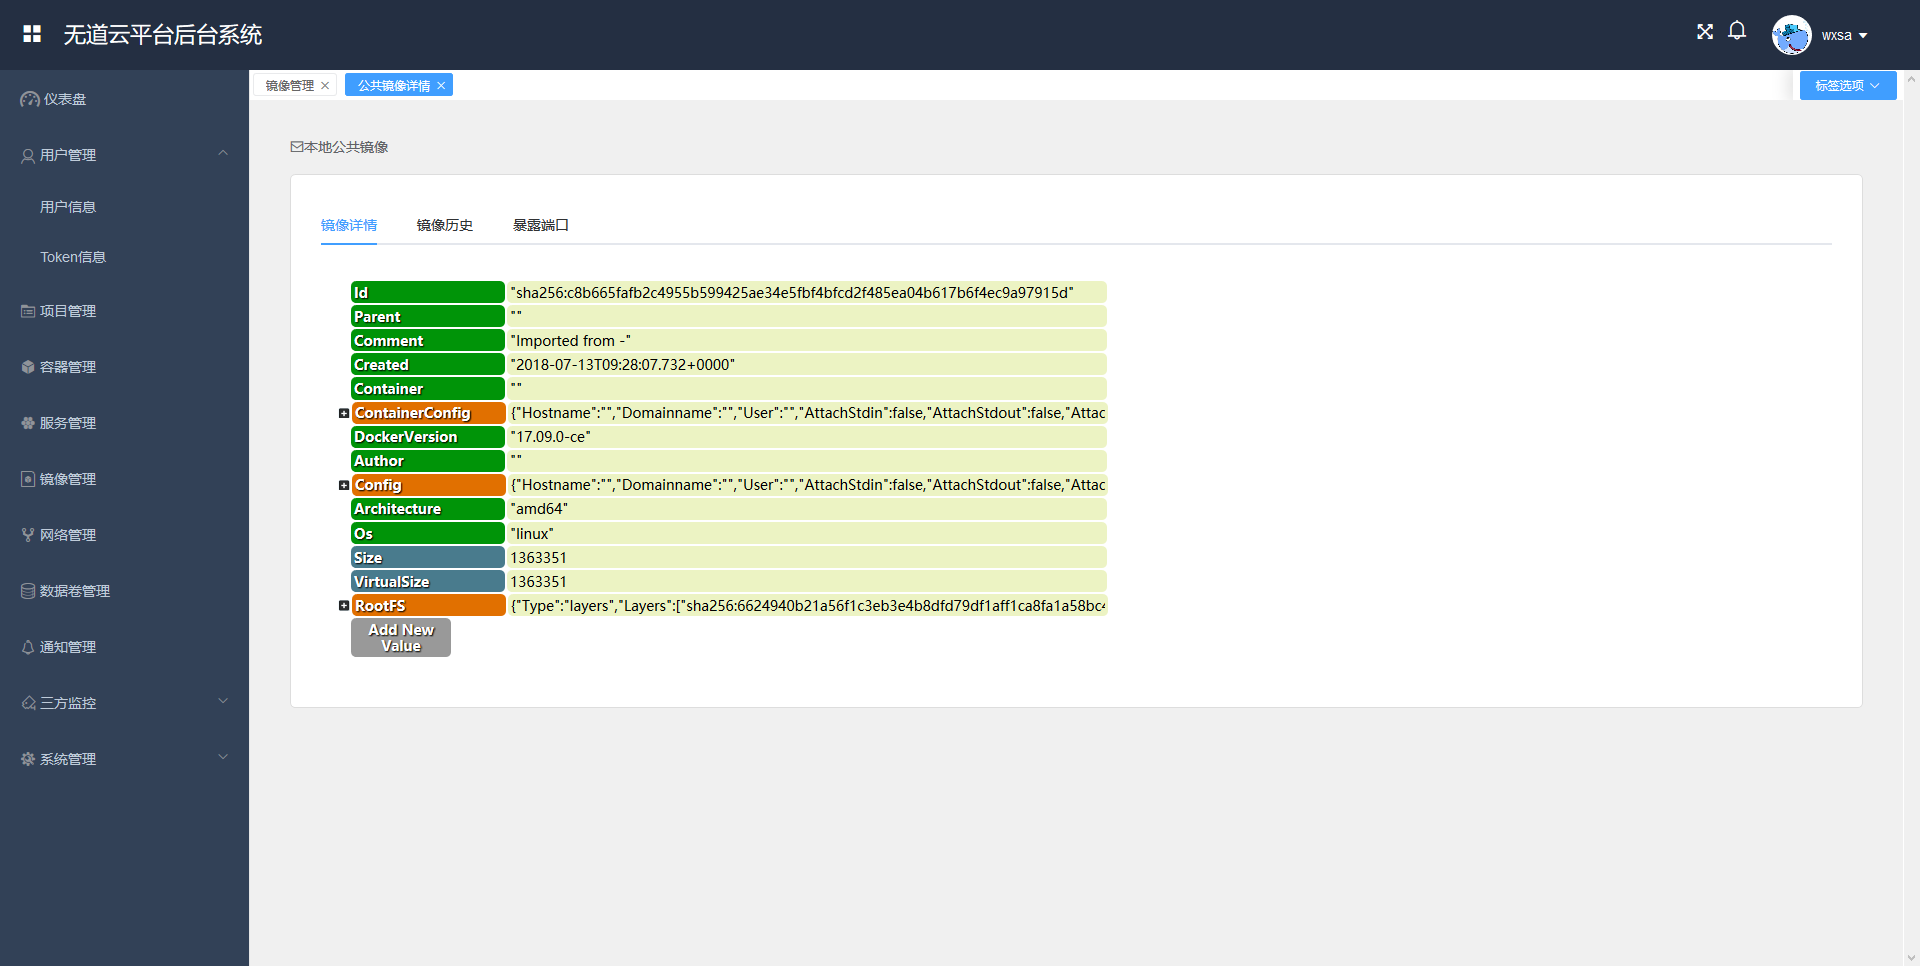 无道云平台后台系统
wxsa
仪表盘
用户管理
用户信息
Token信息
项目管理
容器管理
服务管理
镜像管理
网络管理
数据卷管理
通知管理
三方监控
系统管理
镜像管理
公共镜像详情
标签选项
本地公共镜像
镜像详情 镜像历史 暴露端口
Id "sha256:c8b665fafb2c4955b599425ae34e5fbf4bfcd2f485ea04b617b6f4ec9a97915d"
Parent ""
Comment "Imported from -"
Created "2018-07-13T09:28:07.732+0000"
Container ""
ContainerConfig {"Hostname":"","Domainname":"","User":"","AttachStdin":false,"AttachStdout":false,"Attac
DockerVersion "17.09.0-ce"
Author ""
Config {"Hostname":"","Domainname":"","User":"","AttachStdin":false,"AttachStdout":false,"Attac
Architecture "amd64"
Os "linux"
Size 1363351
VirtualSize 1363351
RootFS {"Type":"layers","Layers":["sha256:6624940b21a56f1c3eb3e4b8dfd79df1aff1ca8fa1a58bc4
Add New
Value